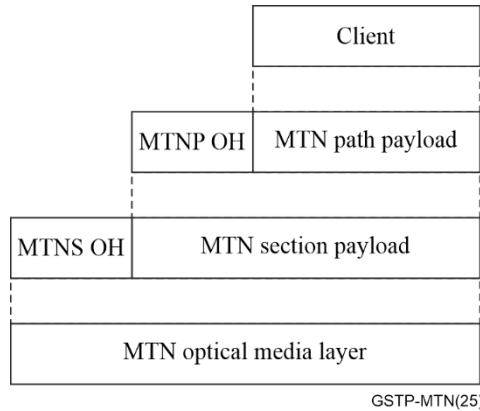 Client
MTNP OH
MTN path payload
MTNS OH
MTN section payload
MTN optical media layer
GSTP-MTN(25)